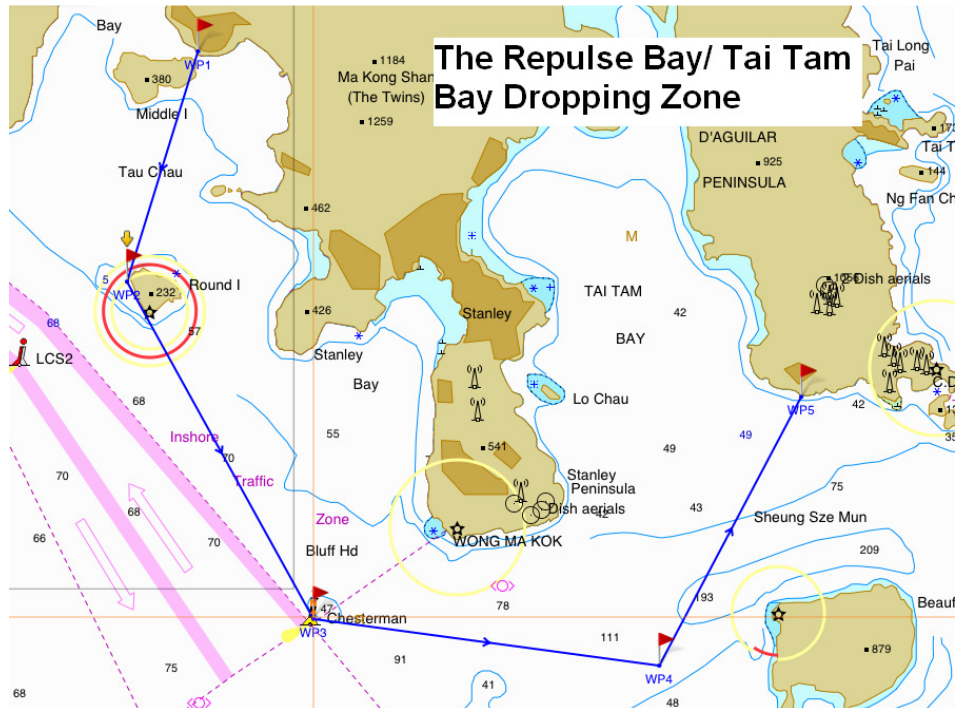 The Repulse Bay/ Tai Tam
Bay Dropping Zone
Bay
WP1
380
Middle I
1184
Ma Kong Shan
(The Twins)
1259
Tai Long
Pai
D'AGUILAR
925
PENINSULA
173
144
Ng Fan
Tau Chau
462
M
5
WP2
232
Round I
57
68
LCS2
426
Stanley
Bay
Stanley
TAI TAM
BAY
42
Dish aerials
Lo Chau
WP5
42
35
68
Inshore
70
Traffic
Zone
55
541
49
49
Stanley
Peninsula
Dish aerials
42
43
75
Sheung Sze Mun
70
68
66
70
WONG MA KOK
Bluff Hd
209
78
193
47
Chesterman
WP3
111
91
WP4
879
75
68
41
48